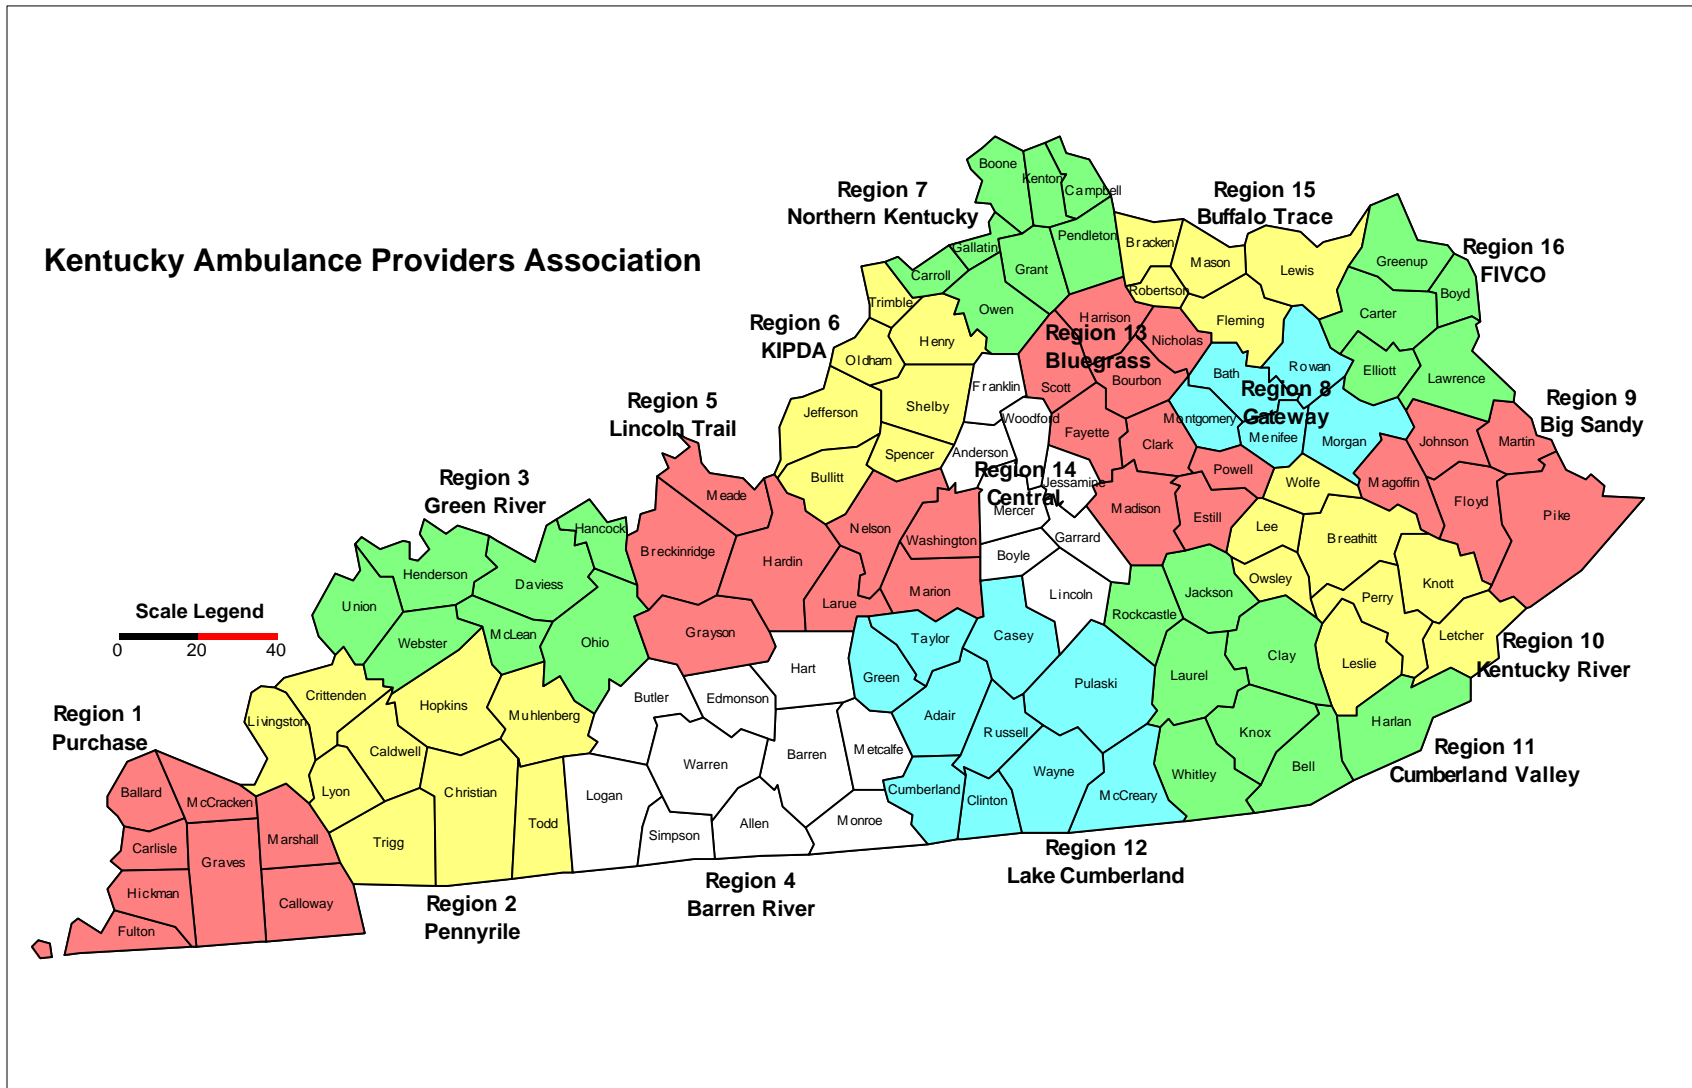 Kentucky Ambulance Providers Association
Region 7
Northern Kentucky
Region 15
Buffalo Trace
Region 16
FIVCO
Region 6
KIPDA
Region 13
Bluegrass
Region 8
Gateway
Region 9
Big Sandy
Region 5
Lincoln Trail
Region 14
Central
Region 3
Green River
Region 10
Kentucky River
Region 11
Cumberland Valley
Region 12
Lake Cumberland
Region 4
Barren River
Region 2
Pennyrile
Region 1
Purchase
Scale Legend
0 20 40
Boone
Kenton
Campbell
Gallatin
Grant
Pendleton
Carroll
Owen
Bracken
Mason
Lewis
Robertson
Fleming
Greenup
Boyd
Carter
Elliott
Lawrence
Trimble
Henry
Oldham
Jefferson
Shelby
Spencer
Bullitt
Harrison
Nicholas
Scott
Bourbon
Fayette
Clark
Powell
Madison
Estill
Bath
Rowan
Montgomery
Menifee
Morgan
Johnson
Martin
Magoffin
Floyd
Pike
Franklin
Woodford
Anderson
Jessamine
Mercer
Garrard
Boyle
Lincoln
Meade
Breckinridge
Hardin
Nelson
Washington
Larue
Marion
Grayson
Hancock
Henderson
Daviess
Union
Webster
McLean
Ohio
Wolfe
Lee
Breathitt
Owsley
Perry
Knott
Letcher
Leslie
Jackson
Rockcastle
Clay
Laurel
Knox
Harlan
Bell
Whitley
Taylor
Casey
Green
Adair
Pulaski
Russell
Wayne
McCreary
Cumberland
Clinton
Hart
Butler
Edmonson
Warren
Barren
Metcalfe
Logan
Simpson
Allen
Monroe
Crittenden
Livingston
Hopkins
Muhlenberg
Caldwell
Lyon
Christian
Trigg
Todd
Ballard
McCracken
Carlisle
Graves
Marshall
Hickman
Calloway
Fulton